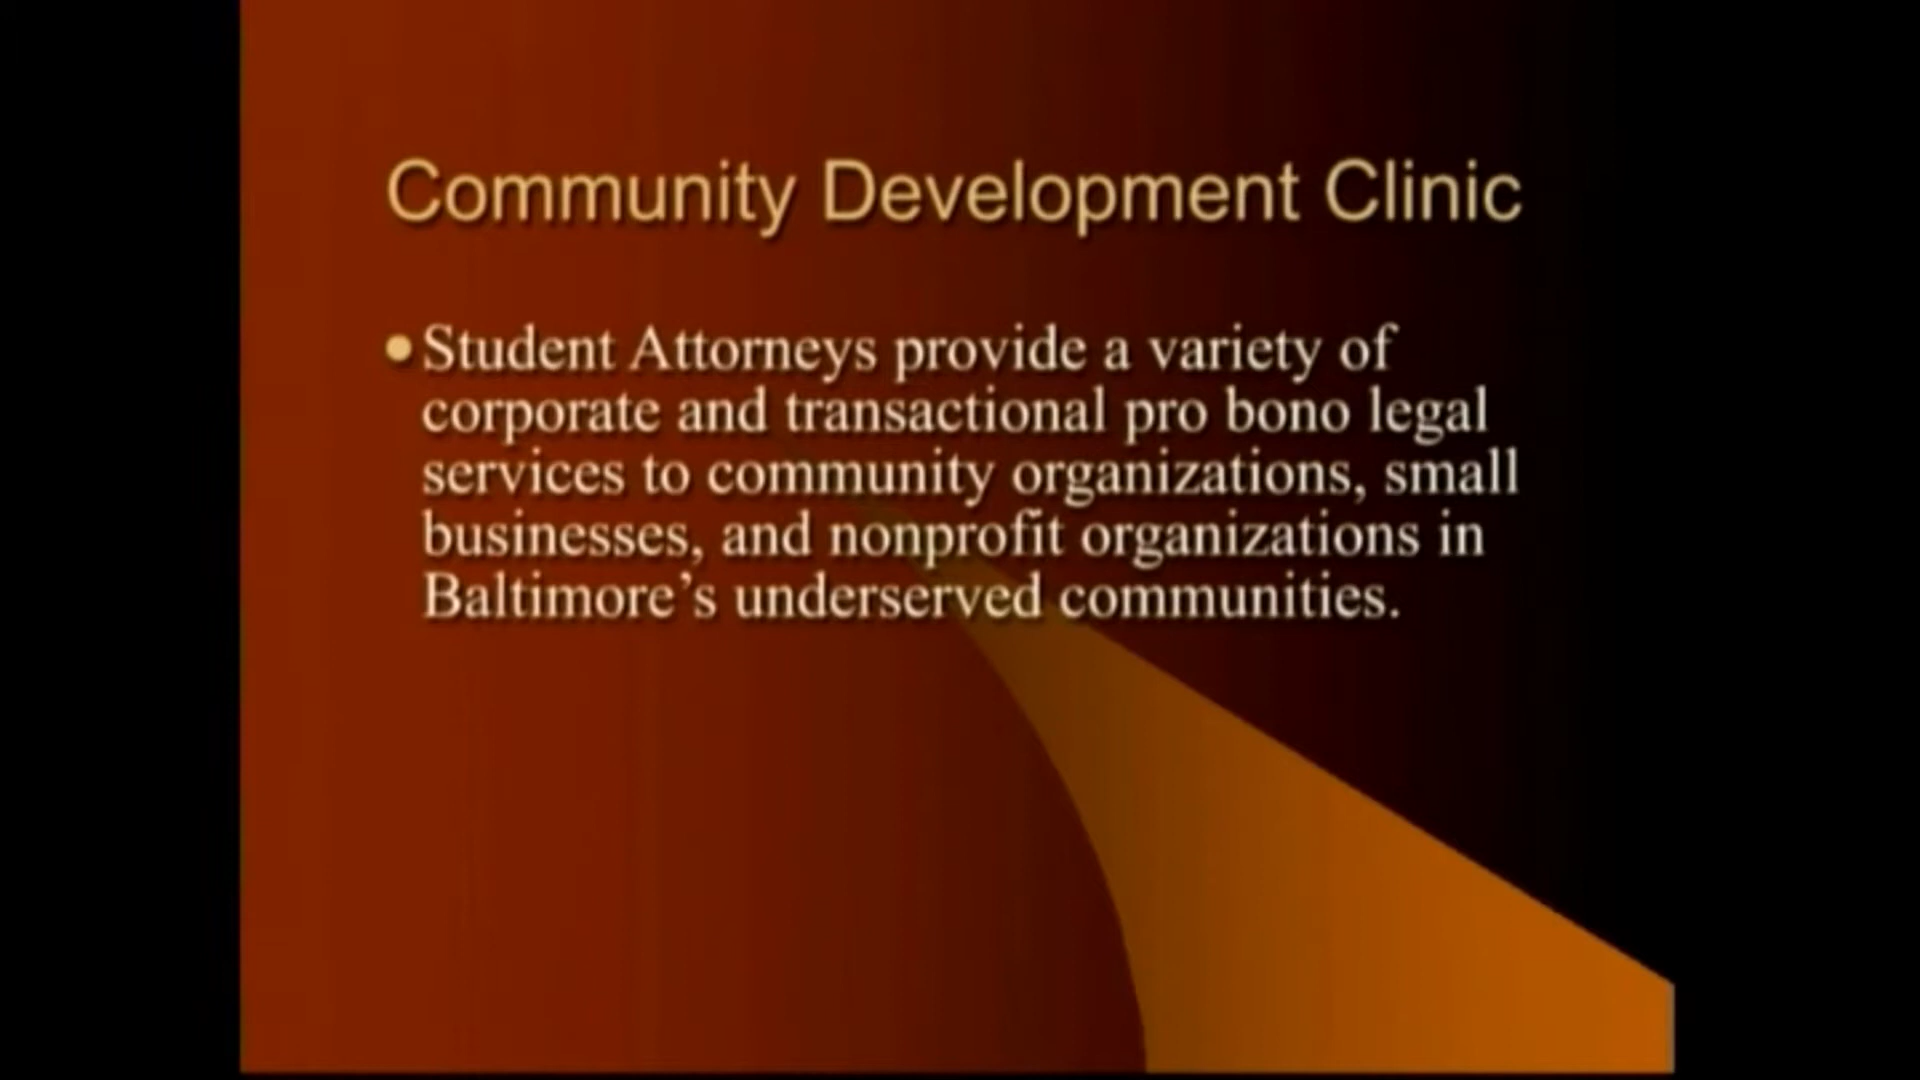 Community Development Clinic
• Student Attorneys provide a variety of
corporate and transactional pro bono legal
services to community organizations, small
businesses, and nonprofit organizations in
Baltimore’s underserved communities.